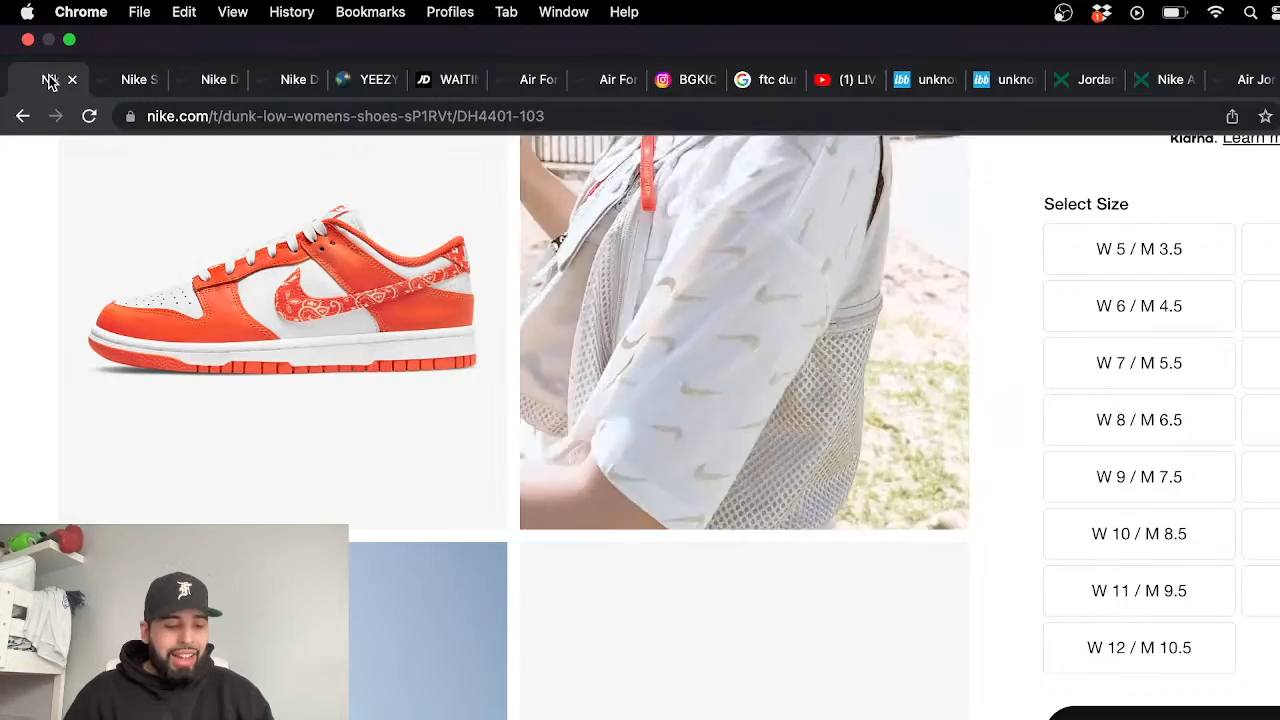 Chrome File Edit View History Bookmarks Profiles Tab Window Help
Nike S Nike D Nike D YEEZY WAITI Air For Air For BGKIC ftc dur (1) LIV unkno unkno Jordar Nike A Air Jor
nike.com/t/dunk-low-womens-shoes-sP1RVt/DH4401-103
Klarna. Learn
Select Size
W 5 / M 3.5
W 6 / M 4.5
W 7 / M 5.5
W 8 / M 6.5
W 9 / M 7.5
W 10 / M 8.5
W 11 / M 9.5
W 12 / M 10.5